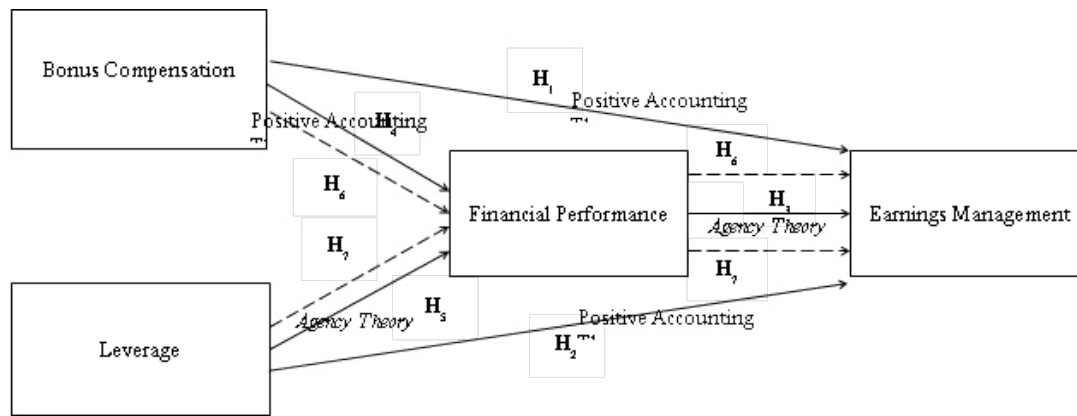 Bonus Compensation
H1
Positive Accounting
Positive Accounting
H4
H6
H6
Financial Performance
H3
Earnings Management
Agency Theory
H7
H7
H5
Agency Theory
Positive Accounting
Leverage
H2